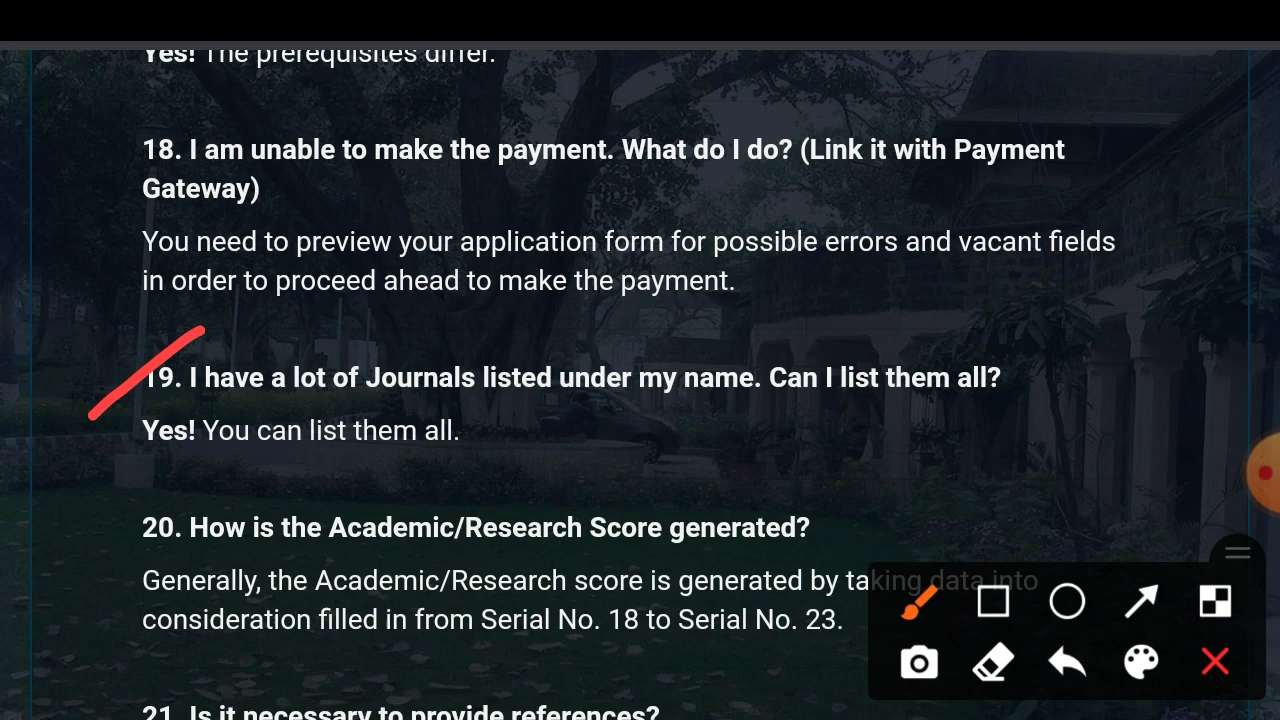 Yes! The prerequisites differ.
18. I am unable to make the payment. What do I do? (Link it with Payment
Gateway)
You need to preview your application form for possible errors and vacant fields
in order to proceed ahead to make the payment.
19. I have a lot of Journals listed under my name. Can I list them all?
Yes! You can list them all.
20. How is the Academic/Research Score generated?
Generally, the Academic/Research score is generated by taking data into
consideration filled in from Serial No. 18 to Serial No. 23.
21. Is it necessary to provide references?